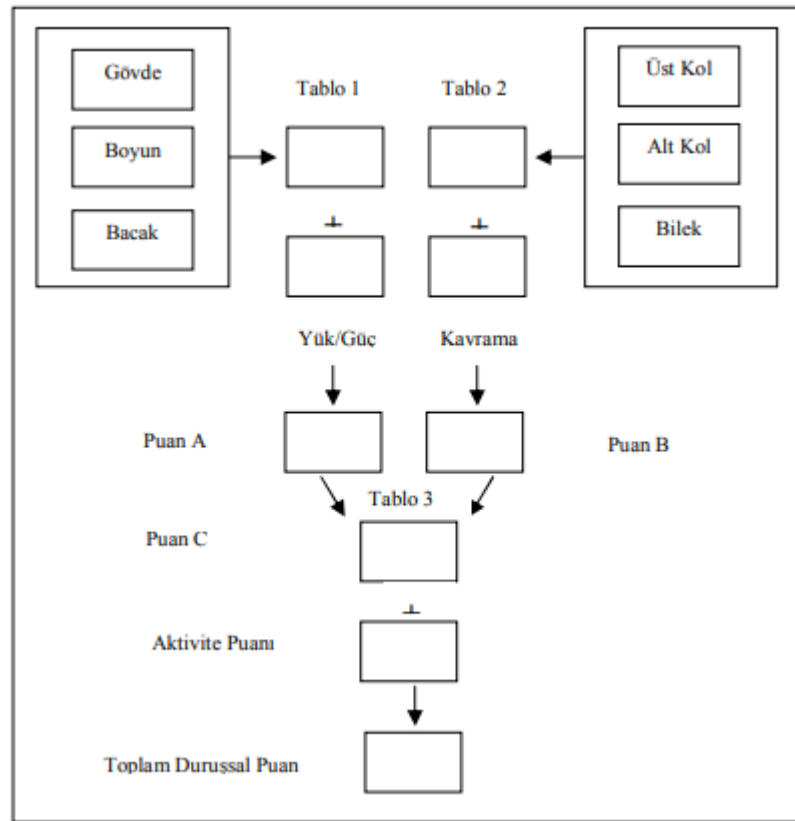 Gövde
Boyun
Bacak
Tablo 1
Tablo 2
Üst Kol
Alt Kol
Bilek
+
+
Yük/Güç
Kavrama
Puan A
Puan B
Tablo 3
Puan C
+
Aktivite Puanı
Toplam Duruşsal Puan